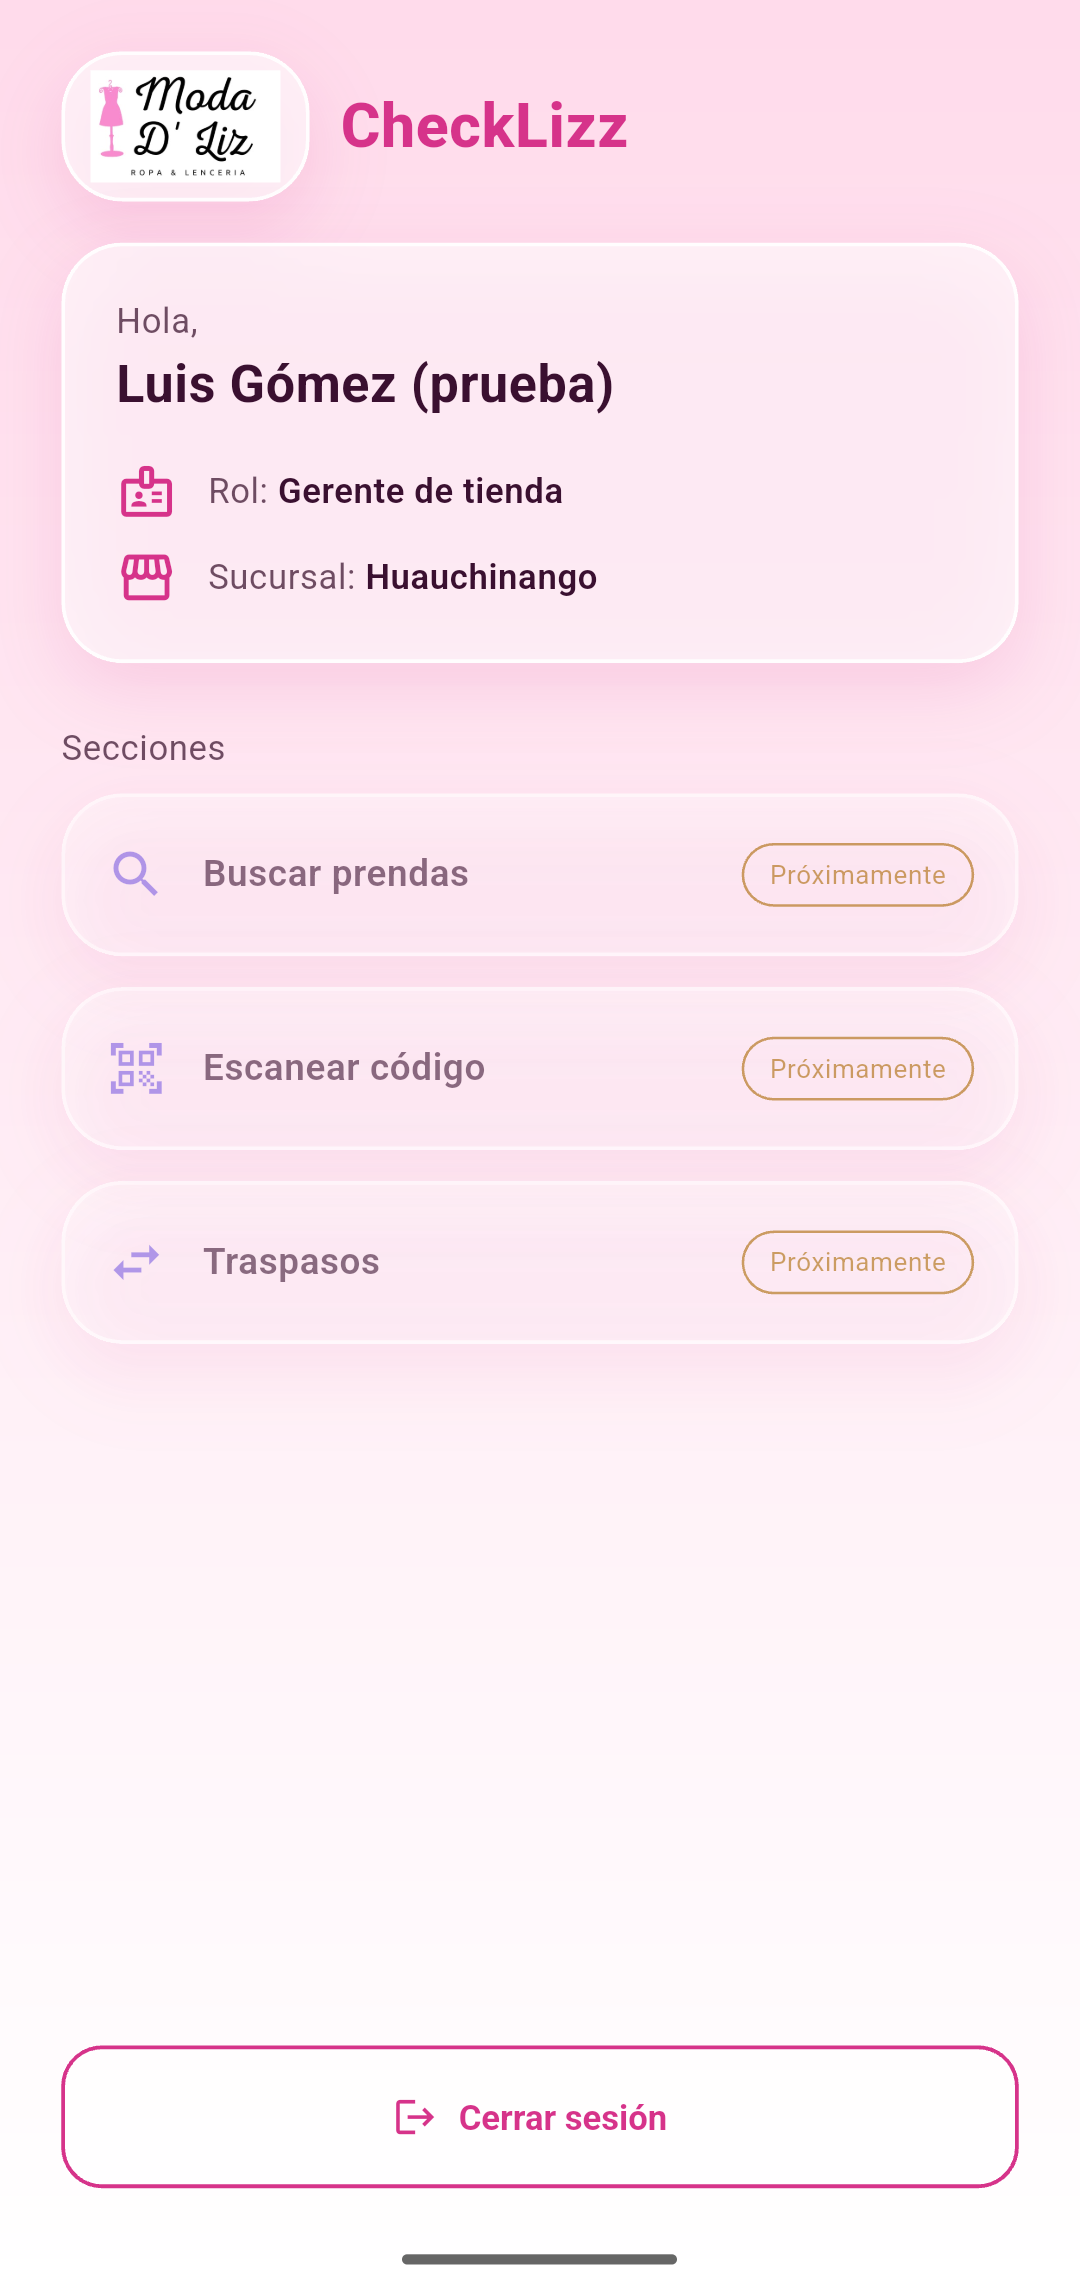 Moda
D' Liz
ROPA & LENCERIA
CheckLizz
Hola,
Luis Gómez (prueba)
Rol: Gerente de tienda
Sucursal: Huauchinango
Secciones
Buscar prendas
Próximamente
Escanear código
Próximamente
Traspasos
Próximamente
Cerrar sesión